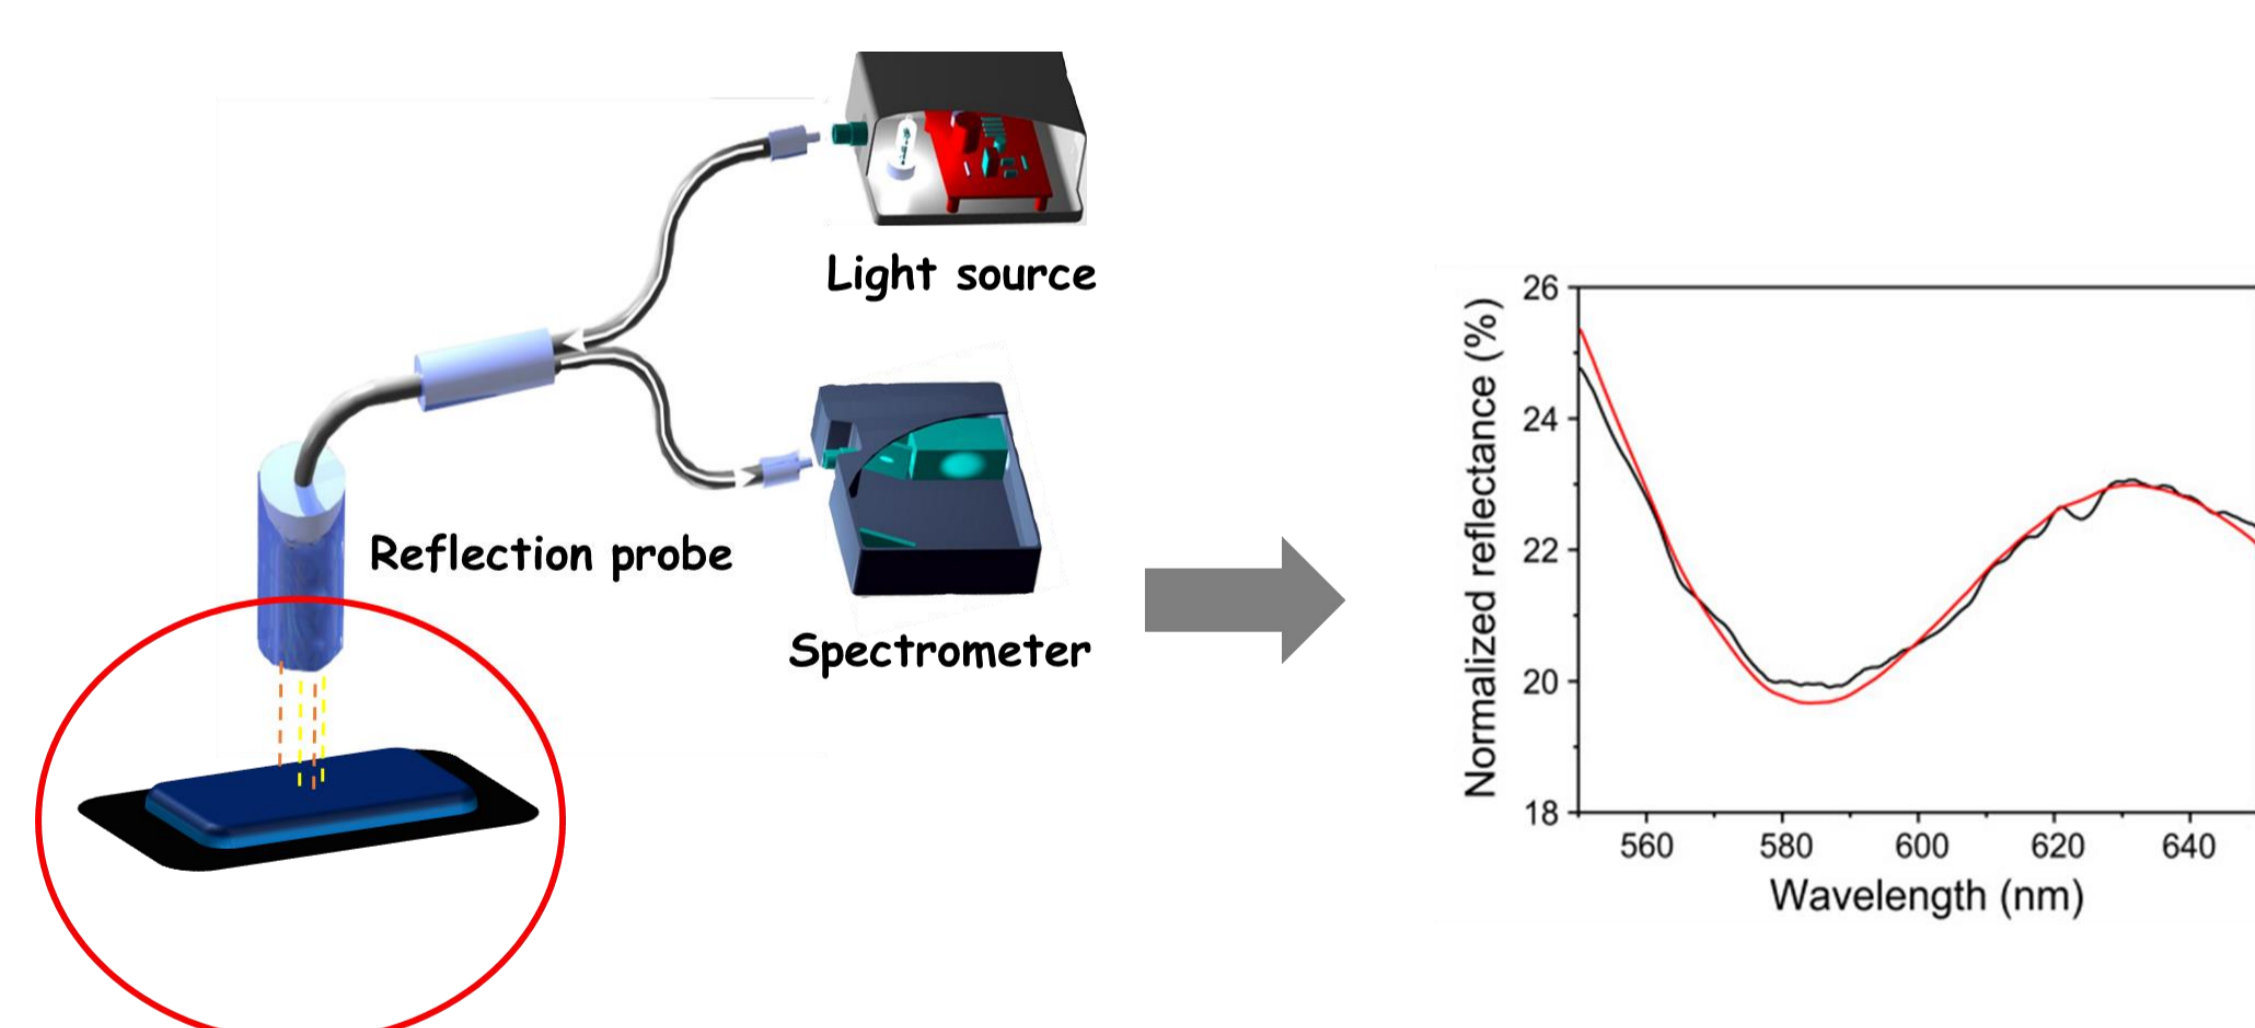 Light source
Reflection probe
Spectrometer
Normalized reflectance (%)
26
24
22
20
18
560 580 600 620 640
Wavelength (nm)